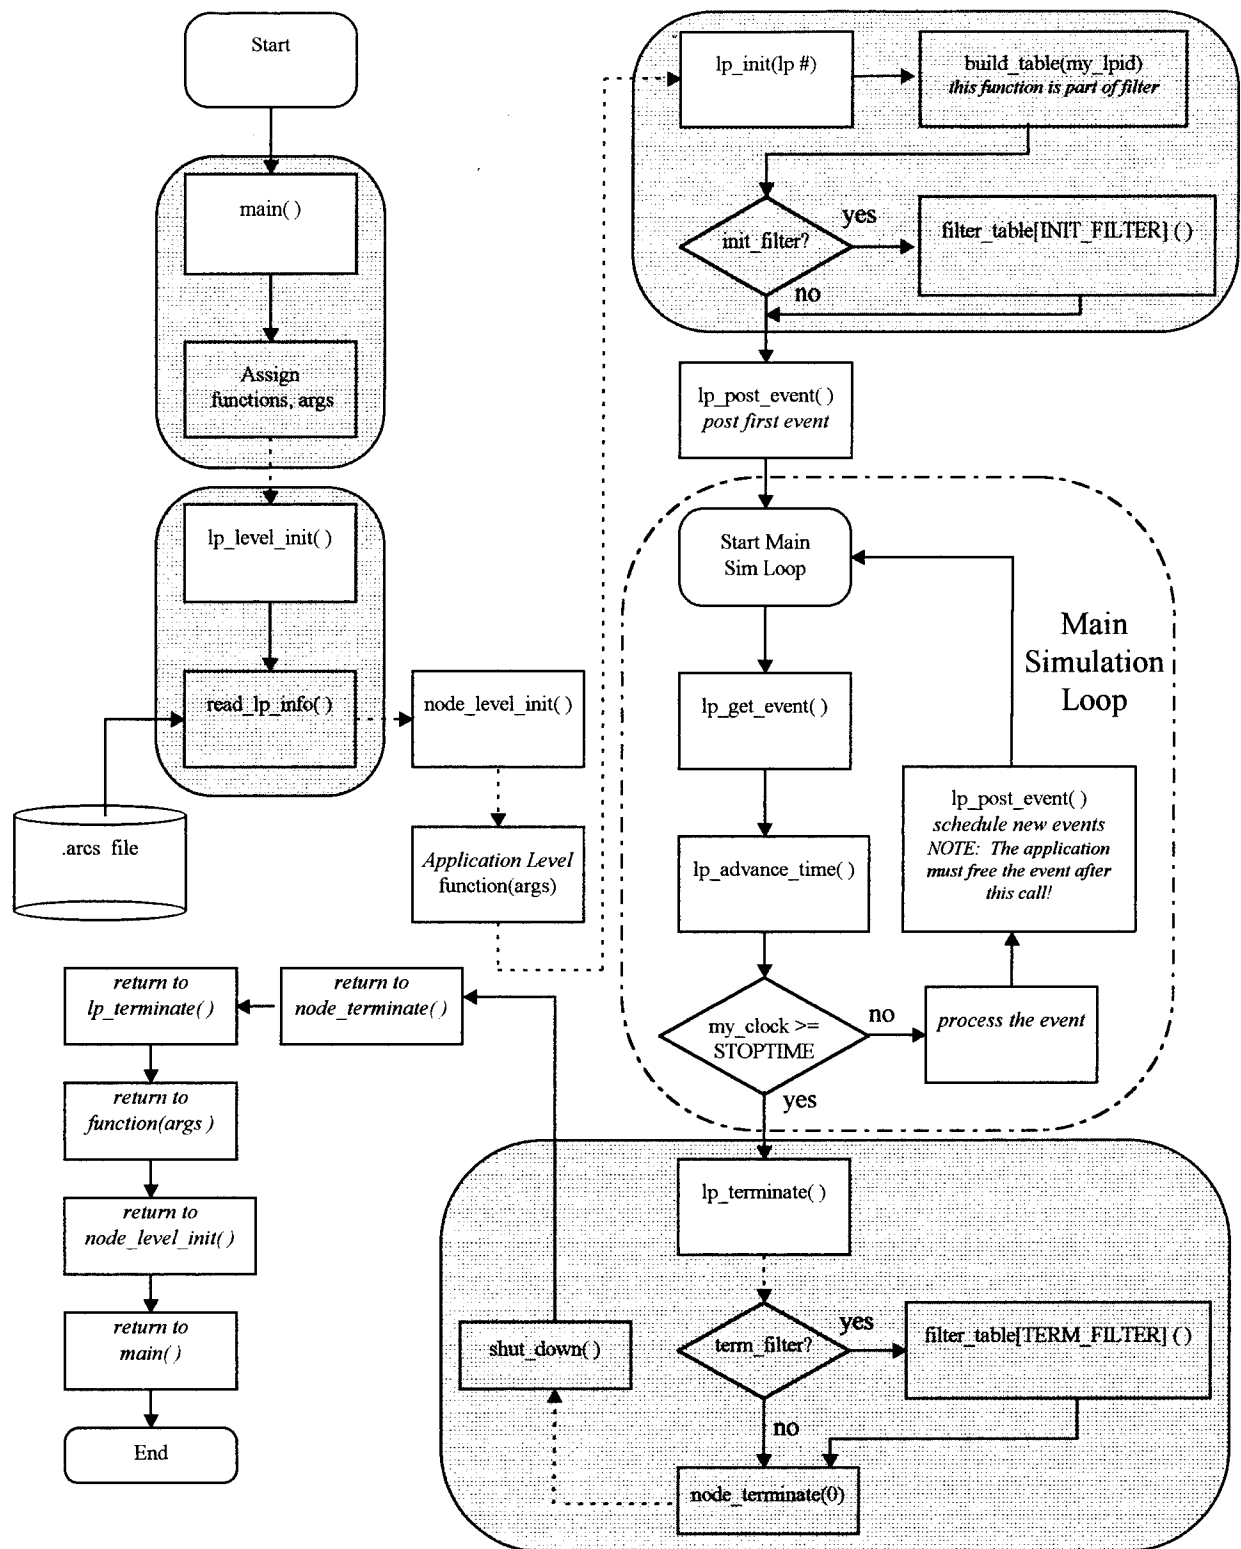 Start
main( )
Assign
functions, args
lp_level_init( )
read_lp_info( )
.arcs file
node_level_init( )
Application Level
function(args)
lp_init(lp #)
build_table(my_lpid)
this function is part of filter
init_filter?
yes
filter_table[INIT_FILTER] ( )
no
lp_post_event( )
post first event
Start Main
Sim Loop
Main
Simulation
Loop
lp_get_event( )
lp_advance_time( )
lp_post_event( )
schedule new events
NOTE: The application
must free the event after
this call!
my_clock >=
STOPTIME
no
process the event
yes
lp_terminate( )
term_filter?
yes
filter_table[TERM_FILTER] ( )
no
node_terminate(0)
shut_down( )
return to
node_terminate( )
return to
lp_terminate( )
return to
function(args )
return to
node_level_init( )
return to
main( )
End